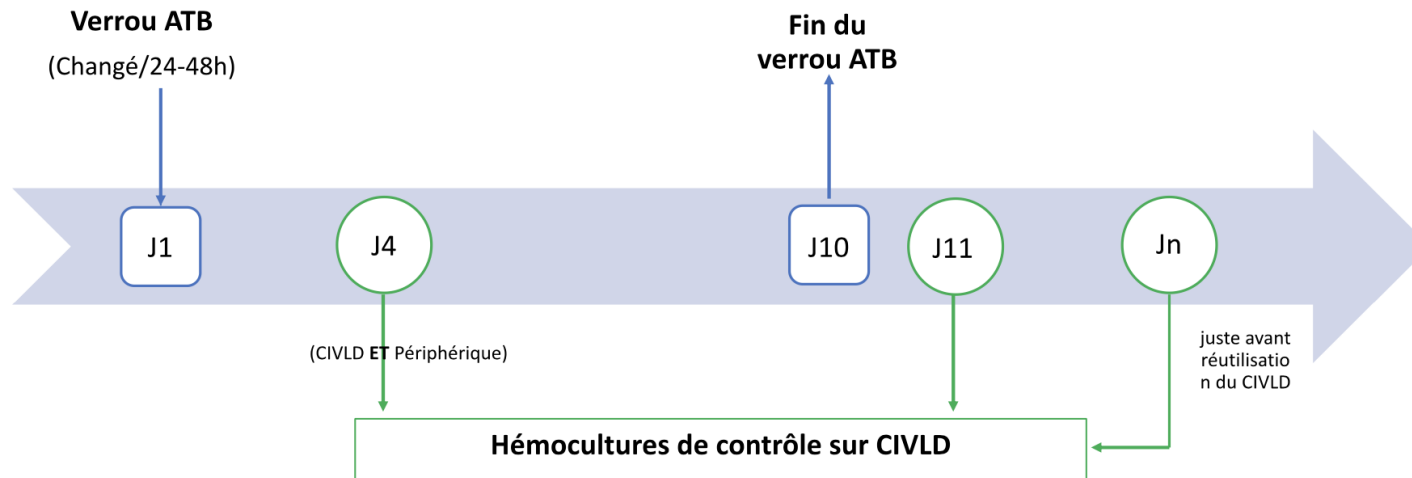 Verrou ATB
(Changé/24-48h)
Fin du
verrou ATB
J1
J4
J10
J11
Jn
(CIVLD ET Périphérique)
juste avant
réutilisatio
n du CIVLD
Hémocultures de contrôle sur CIVLD